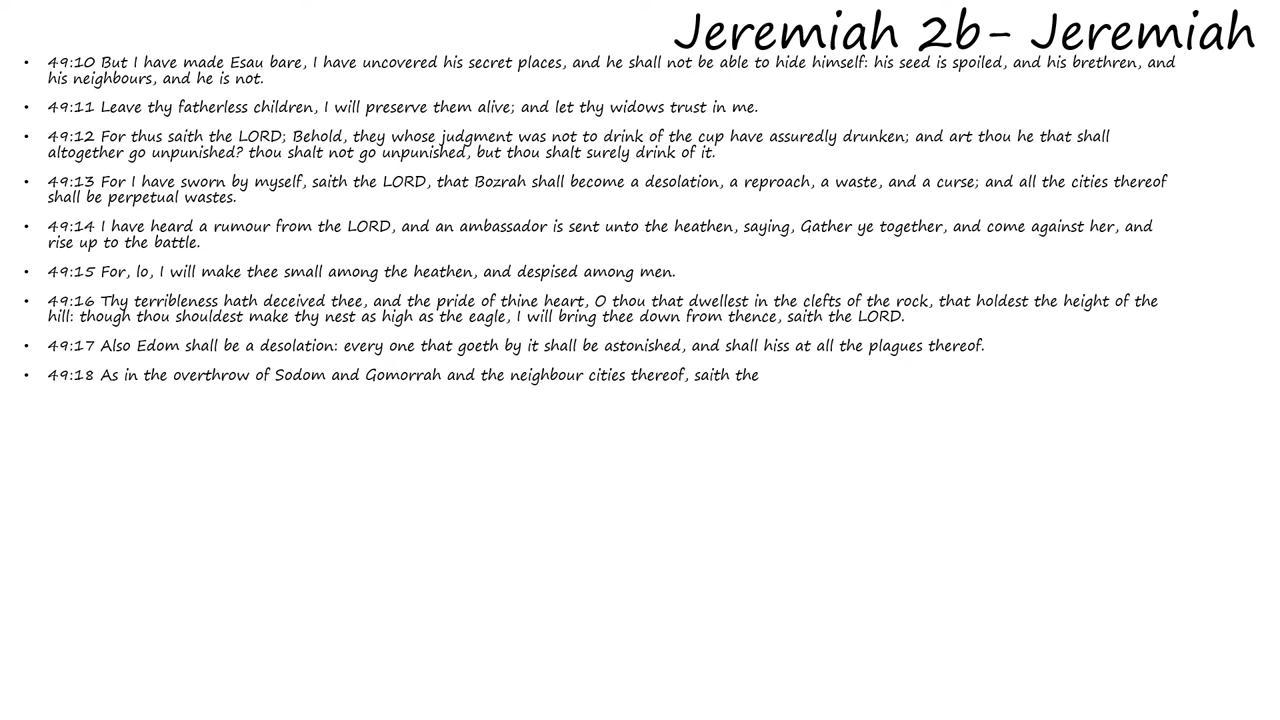 Jeremiah 2b- Jeremiah
• 49:10 But I have made Esau bare, I have uncovered his secret places, and he shall not be able to hide himself: his seed is spoiled, and his brethren, and
his neighbours, and he is not.
• 49:11 Leave thy fatherless children, I will preserve them alive; and let thy widows trust in me.
• 49:12 For thus saith the LORD; Behold, they whose judgment was not to drink of the cup have assuredly drunken; and art thou he that shall
altogether go unpunished? thou shalt not go unpunished, but thou shalt surely drink of it.
• 49:13 For I have sworn by myself, saith the LORD, that Bozrah shall become a desolation, a reproach, a waste, and a curse; and all the cities thereof
shall be perpetual wastes.
• 49:14 I have heard a rumour from the LORD, and an ambassador is sent unto the heathen, saying, Gather ye together, and come against her, and
rise up to the battle.
• 49:15 For, lo, I will make thee small among the heathen, and despised among men.
• 49:16 Thy terribleness hath deceived thee, and the pride of thine heart, O thou that dwellest in the clefts of the rock, that holdest the height of the
hill: though thou shouldest make thy nest as high as the eagle, I will bring thee down from thence, saith the LORD.
• 49:17 Also Edom shall be a desolation: every one that goeth by it shall be astonished, and shall hiss at all the plagues thereof.
• 49:18 As in the overthrow of Sodom and Gomorrah and the neighbour cities thereof, saith the